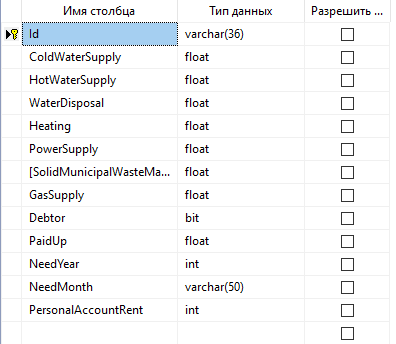 Имя столбца Тип данных Разрешить ...
Id varchar(36)
ColdWaterSupply float
HotWaterSupply float
WaterDisposal float
Heating float
PowerSupply float
[SolidMunicipalWasteMa... float
GasSupply float
Debtor bit
PaidUp float
NeedYear int
NeedMonth varchar(50)
PersonalAccountRent int